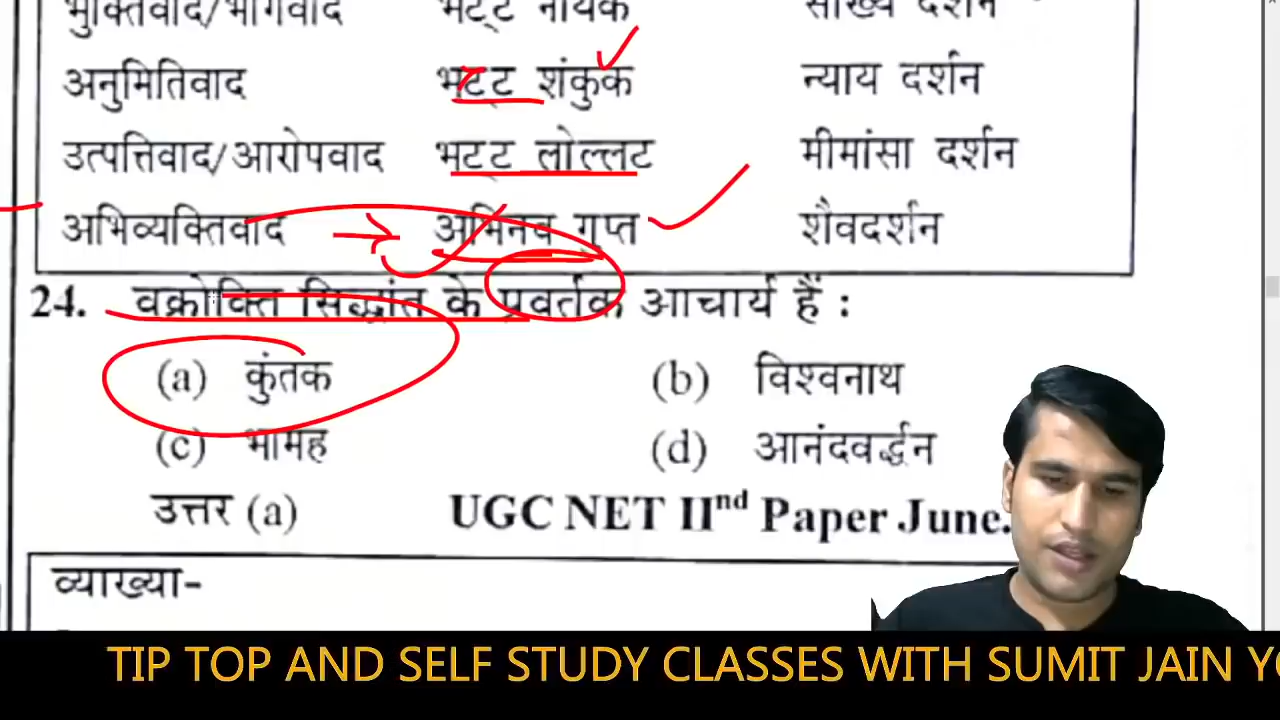 भुक्तिवाद/भोगवाद भट्ट नायक सांख्य दर्शन
अनुमितिवाद भट्ट शंकुक न्याय दर्शन
उत्पत्तिवाद/आरोपवाद भट्ट लोल्लट मीमांसा दर्शन
अभिव्यक्तिवाद अभिनव गुप्त शैवदर्शन
24. वक्रोक्ति सिद्धांत के प्रवर्तक आचार्य हैं :
(a) कुंतक (b) विश्वनाथ
(c) भामह (d) आनंदवर्द्धन
उत्तर (a) UGC NET IInd Paper June.
व्याख्या-
TIP TOP AND SELF STUDY CLASSES WITH SUMIT JAIN